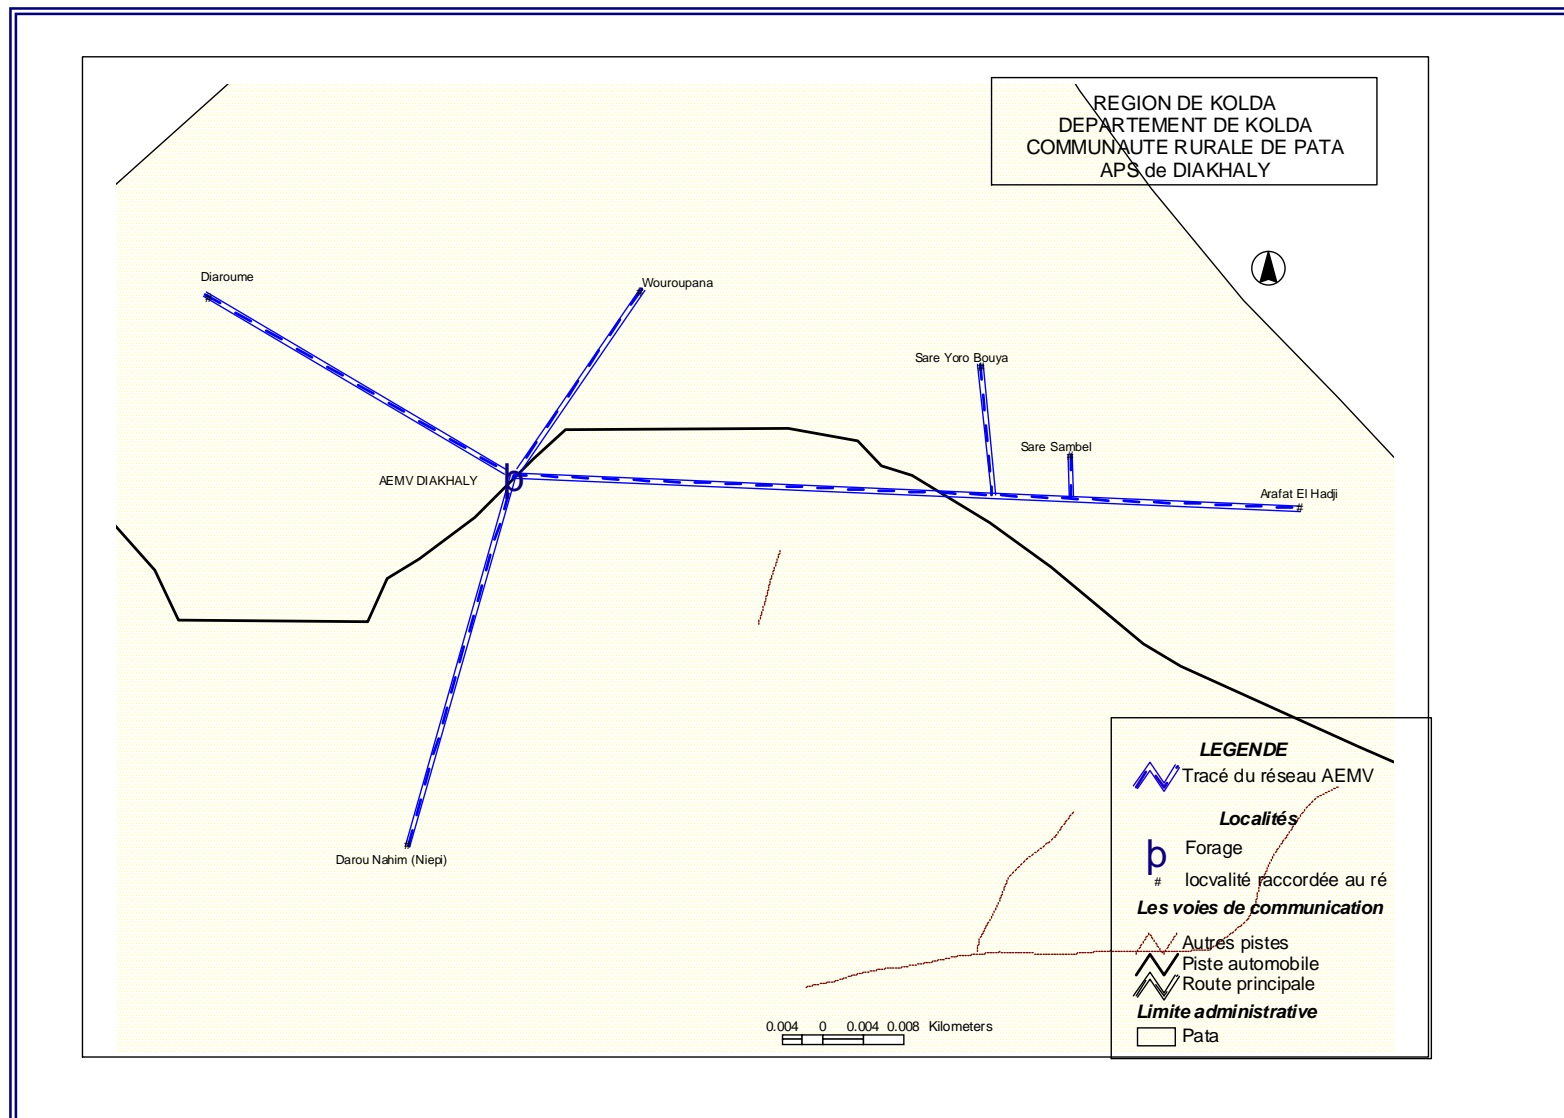 REGION DE KOLDA
DEPARTEMENT DE KOLDA
COMMUNAUTE RURALE DE PATA
APS de DIAKHALY
Diaroume
Wouroupana
Sare Yoro Bouya
Sare Sambel
AEMV DIAKHALY
Arafat El Hadji
Darou Nahim (Niepi)
LEGENDE
Tracé du réseau AEMV
Localités
Forage
# locvalité raccordée au ré
Les voies de communication
Autres pistes
Piste automobile
Route principale
Limite administrative
Pata
0.004 0 0.004 0.008 Kilometers